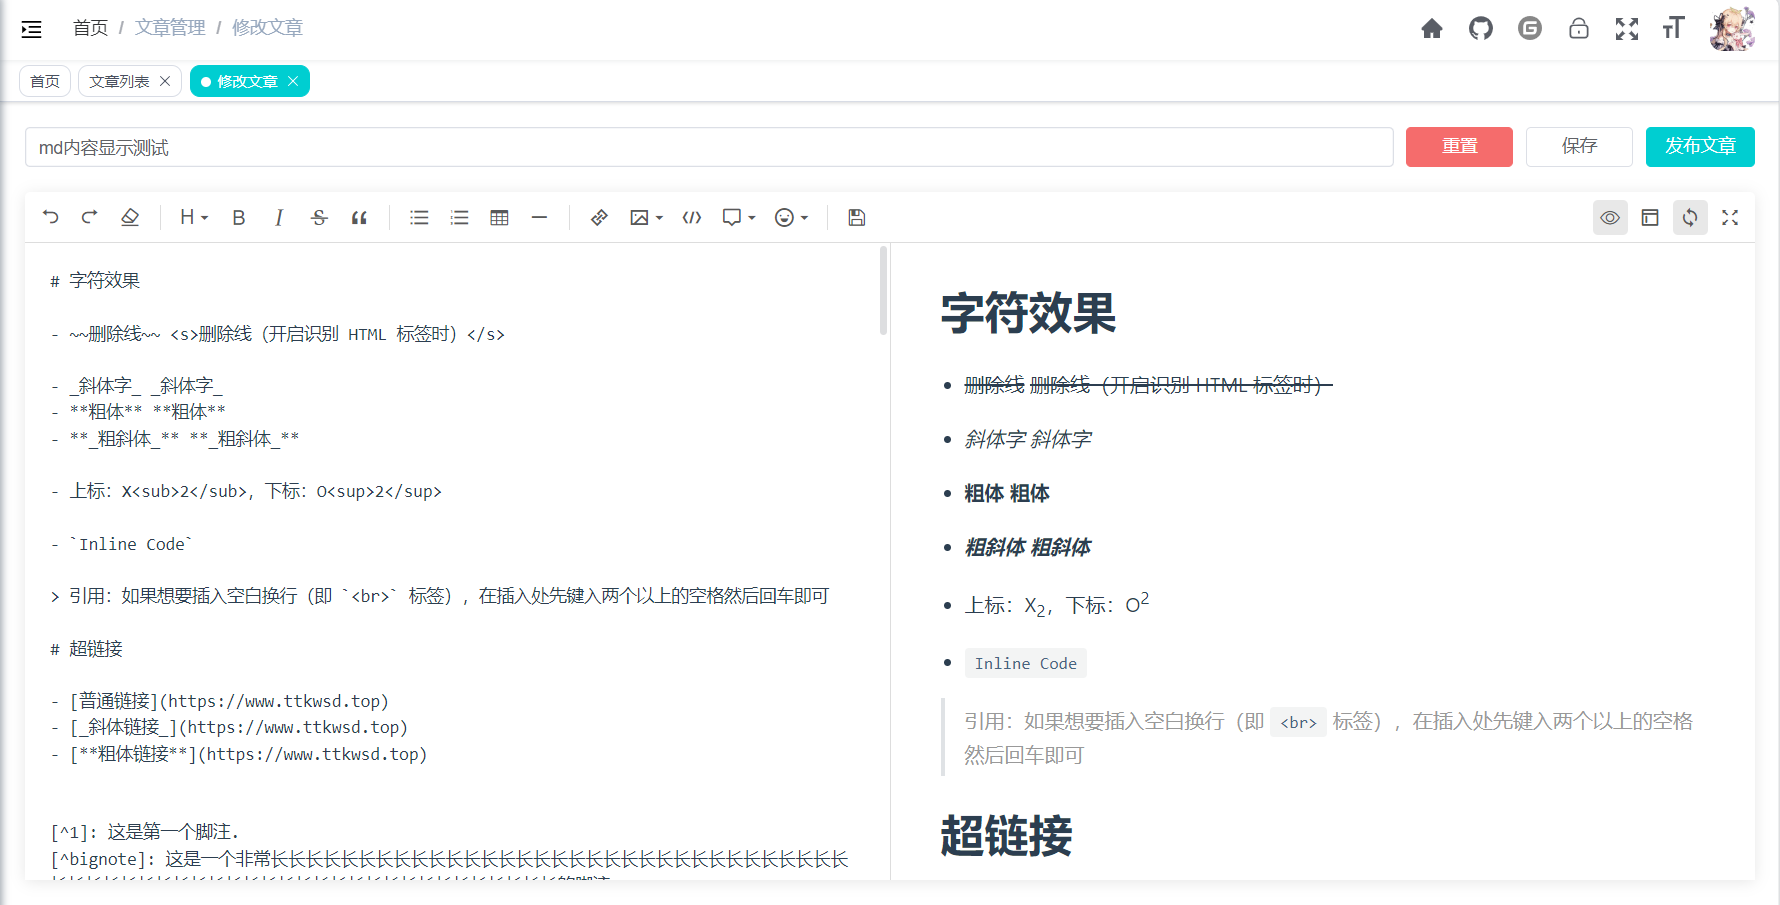 首页 / 文章管理 / 修改文章
首页 文章列表 修改文章
md内容显示测试 重置 保存 发布文章
H B I S
# 字符效果
- ~~删除线~~ <s>删除线（开启识别 HTML 标签时）</s>
- _斜体字_ _斜体字_
- **粗体** **粗体**
- **_粗斜体_** **_粗斜体_**
- 上标：X<sub>2</sub>，下标：O<sup>2</sup>
- `Inline Code`
> 引用：如果想要插入空白换行（即 `<br>` 标签），在插入处先键入两个以上的空格然后回车即可
# 超链接
- [普通链接](https://www.ttkwsd.top)
- [_斜体链接_](https://www.ttkwsd.top)
- [**粗体链接**](https://www.ttkwsd.top)
[^1]: 这是第一个脚注.
[^bignote]: 这是一个非常长长长长长长长长长长长长长长长长长长长长长长长长长长长长长长长长长
字符效果
删除线 删除线（开启识别 HTML 标签时）
斜体字 斜体字
粗体 粗体
粗斜体 粗斜体
上标：X2，下标：O2
Inline Code
引用：如果想要插入空白换行（即 <br> 标签），在插入处先键入两个以上的空格
然后回车即可
超链接